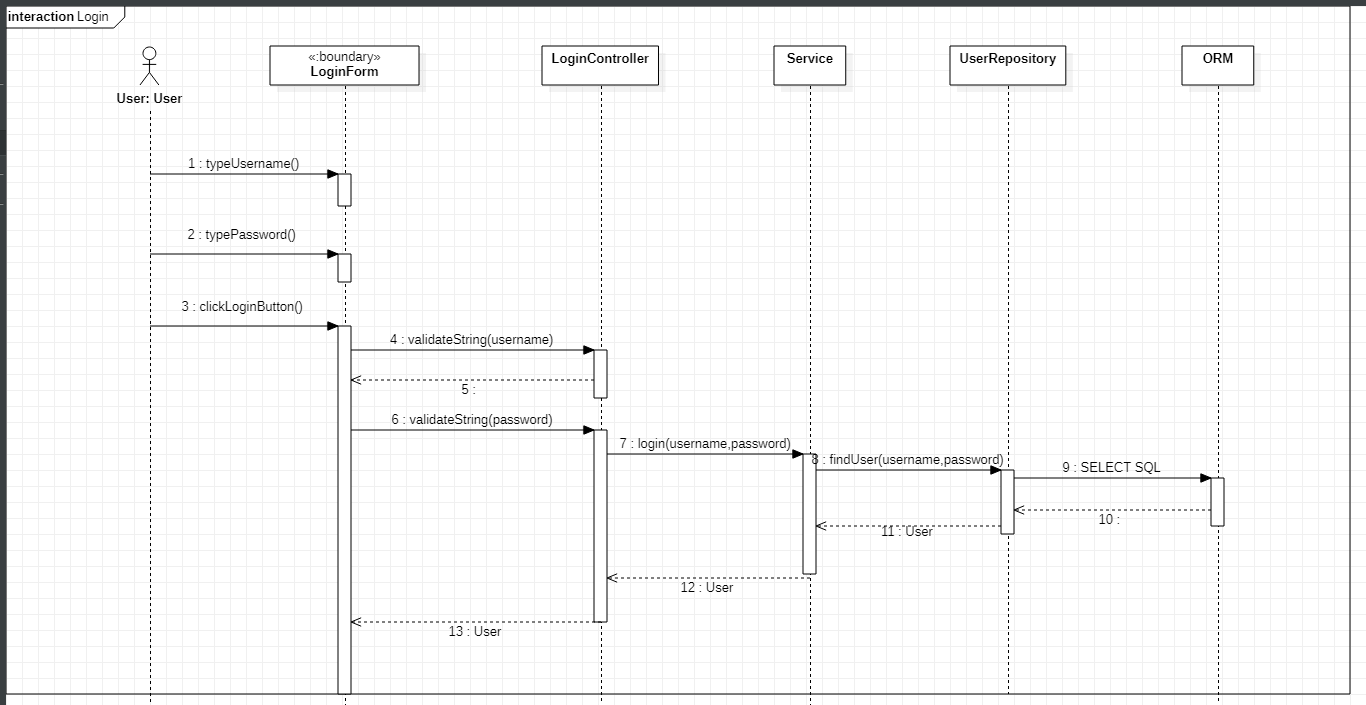 interaction Login
«:boundary»
LoginForm
LoginController
Service
UserRepository
ORM
User: User
1 : typeUsername()
2 : typePassword()
3 : clickLoginButton()
4 : validateString(username)
5 :
6 : validateString(password)
7 : login(username,password)
8 : findUser(username,password)
9 : SELECT SQL
10 :
11 : User
12 : User
13 : User